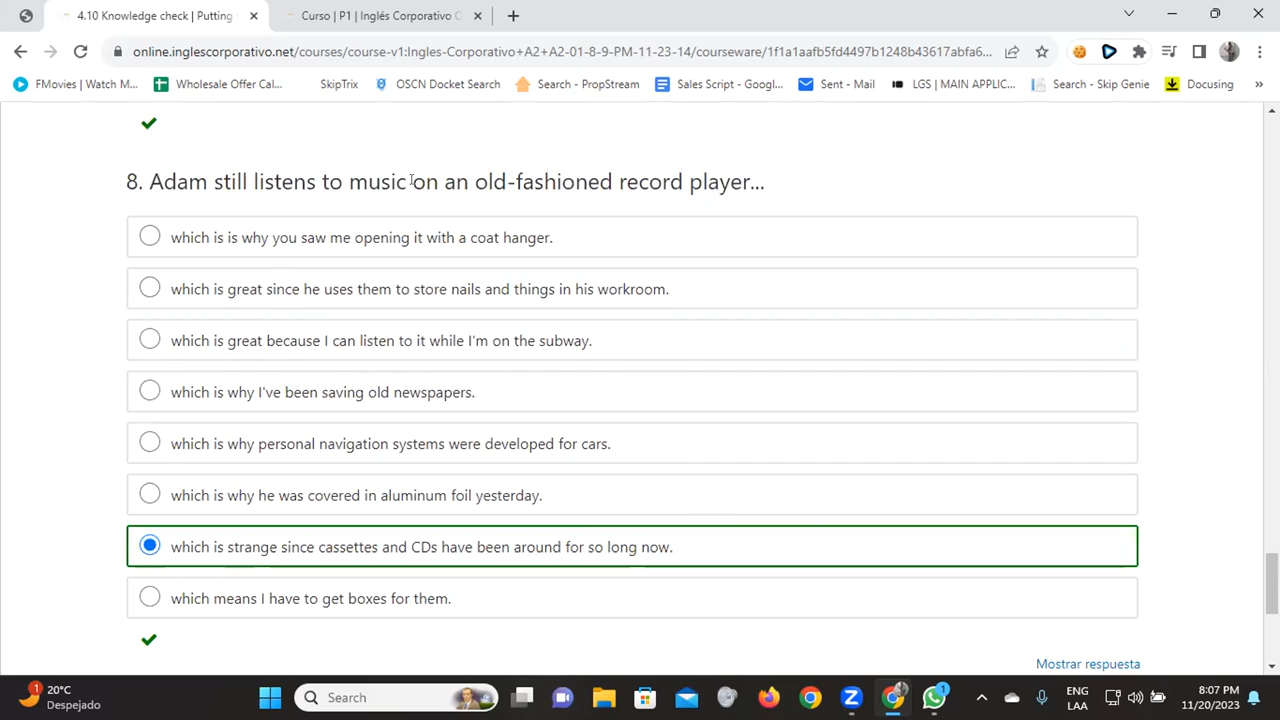 4.10 Knowledge check | Putting
Curso | P1 | Inglés Corporativo C
online.inglescorporativo.net/courses/course-v1:Ingles-Corporativo+A2+A2-01-8-9-PM-11-23-14/courseware/1f1a1aafb5fd4497b1248b43617abfa6...
FMovies | Watch M...
Wholesale Offer Cal...
SkipTrix
OSCN Docket Search
Search - PropStream
Sales Script - Googl...
Sent - Mail
LGS | MAIN APPLIC...
Search - Skip Genie
Docusing
»
8. Adam still listens to music on an old-fashioned record player...
which is is why you saw me opening it with a coat hanger.
which is great since he uses them to store nails and things in his workroom.
which is great because I can listen to it while I'm on the subway.
which is why I've been saving old newspapers.
which is why personal navigation systems were developed for cars.
which is why he was covered in aluminum foil yesterday.
which is strange since cassettes and CDs have been around for so long now.
which means I have to get boxes for them.
Mostrar respuesta
1
20°C
Despejado
Search
1
ENG
LAA
8:07 PM
11/20/2023